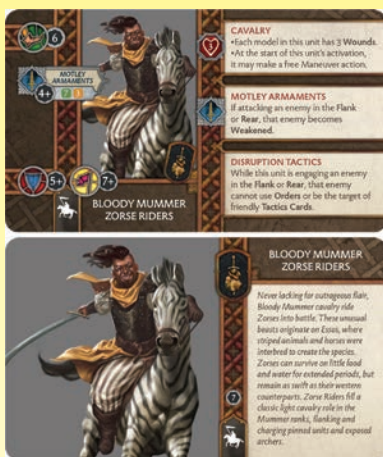 6
MOTLEY
ARMAMENTS
4+
7
5+
7+
BLOODY MUMMER
ZORSE RIDERS
3
CAVALRY
•Each model in this unit has 3 Wounds.
•At the start of this unit's activation,
it may make a free Maneuver action.
MOTLEY ARMAMENTS
If attacking an enemy in the Flank
or Rear, that enemy becomes
Weakened.
DISRUPTION TACTICS
While this unit is engaging an enemy
in the Flank or Rear, that enemy
cannot use Orders or be the target of
friendly Tactics Cards.
BLOODY MUMMER
ZORSE RIDERS
Never lacking for outrageous flair,
Bloody Mummer cavalry ride
Zorses into battle. These unusual
beasts originate on Essos, where
striped animals and horses were
interbred to create the species.
Zorses can survive on little food
and water for extended periods, but
remain as swift as their western
counterparts. Zorse Riders fill a
classic light cavalry role in the
Mummer ranks, flanking and
charging pinned units and exposed
archers.
7